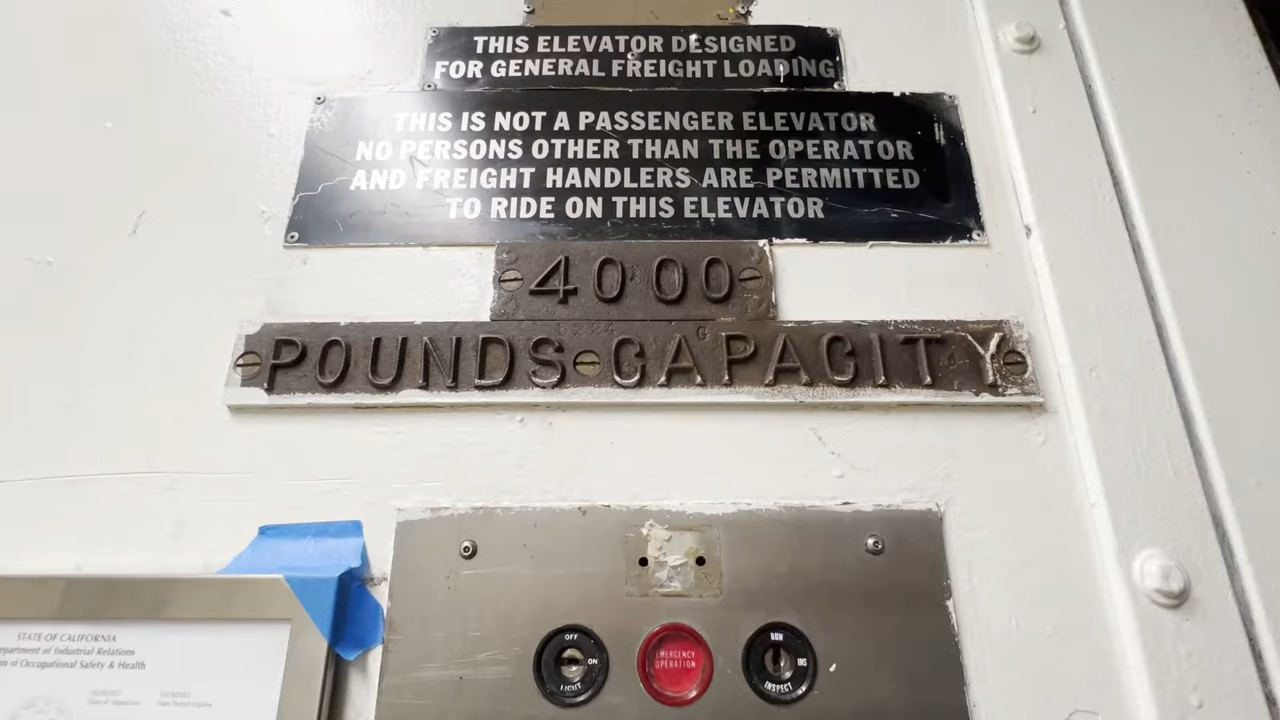 THIS ELEVATOR DESIGNED
FOR GENERAL FREIGHT LOADING
THIS IS NOT A PASSENGER ELEVATOR
NO PERSONS OTHER THAN THE OPERATOR
AND FREIGHT HANDLERS ARE PERMITTED
TO RIDE ON THIS ELEVATOR
4000
POUNDS CAPACITY
STATE OF CALIFORNIA
epartment of Industrial Relations
n of Occupational Safety & Health
OFF
ON
LIGHT
EMERGENCY
OPERATION
RUN
INS
INSPECT